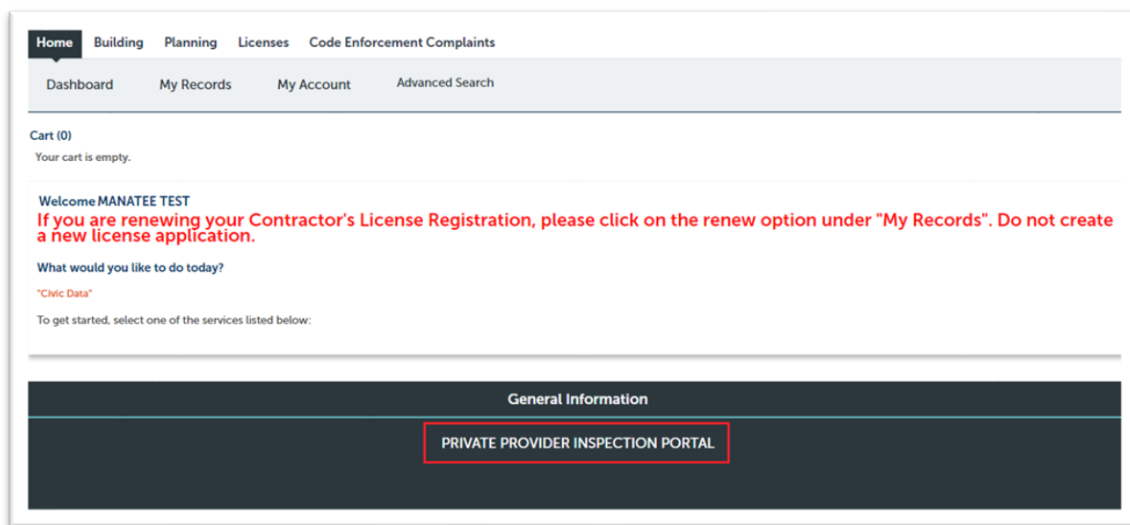 Home Building Planning Licenses Code Enforcement Complaints
Dashboard My Records My Account Advanced Search
Cart (0)
Your cart is empty.
Welcome MANATEE TEST
If you are renewing your Contractor's License Registration, please click on the renew option under "My Records". Do not create
a new license application.
What would you like to do today?
"Civic Data"
To get started, select one of the services listed below:
General Information
PRIVATE PROVIDER INSPECTION PORTAL